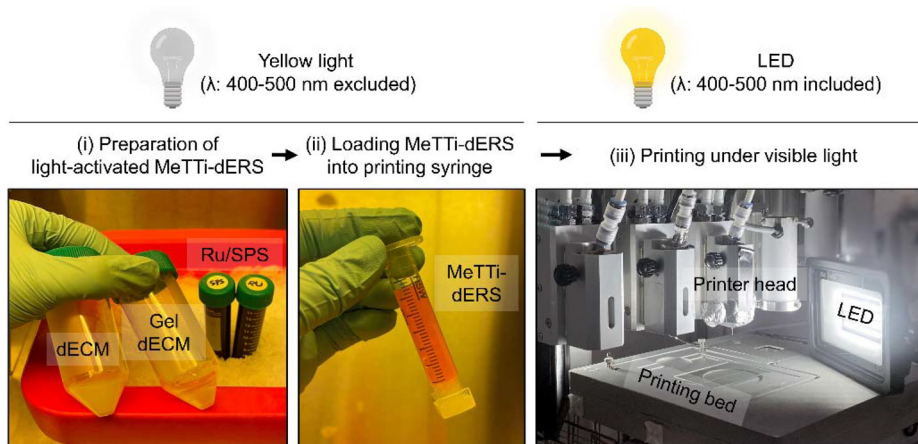 Yellow light
(λ: 400-500 nm excluded)
LED
(λ: 400-500 nm included)
(i) Preparation of
light-activated MeTTi-dERS
(ii) Loading MeTTi-dERS
into printing syringe
(iii) Printing under visible light
Ru/SPS
SPS
RU
dECM
Gel
dECM
MeTTi-
dERS
Printer head
LED
Printing bed